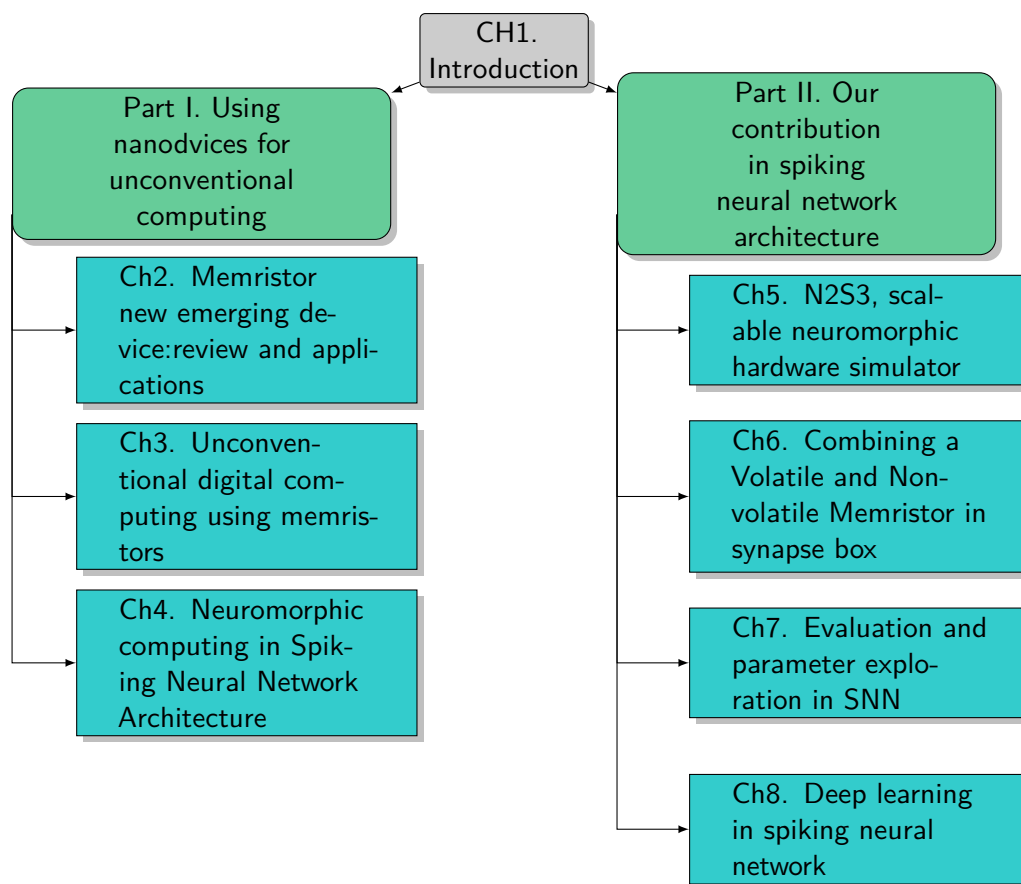 CH1.
Introduction
Part I. Using
nanodvices for
unconventional
computing
Ch2. Memristor
new emerging de-
vice:review and appli-
cations
Ch3. Unconven-
tional digital com-
puting using memris-
tors
Ch4. Neuromorphic
computing in Spik-
ing Neural Network
Architecture
Part II. Our
contribution
in spiking
neural network
architecture
Ch5. N2S3, scal-
able neuromorphic
hardware simulator
Ch6. Combining a
Volatile and Non-
volatile Memristor in
synapse box
Ch7. Evaluation and
parameter explo-
ration in SNN
Ch8. Deep learning
in spiking neural
network